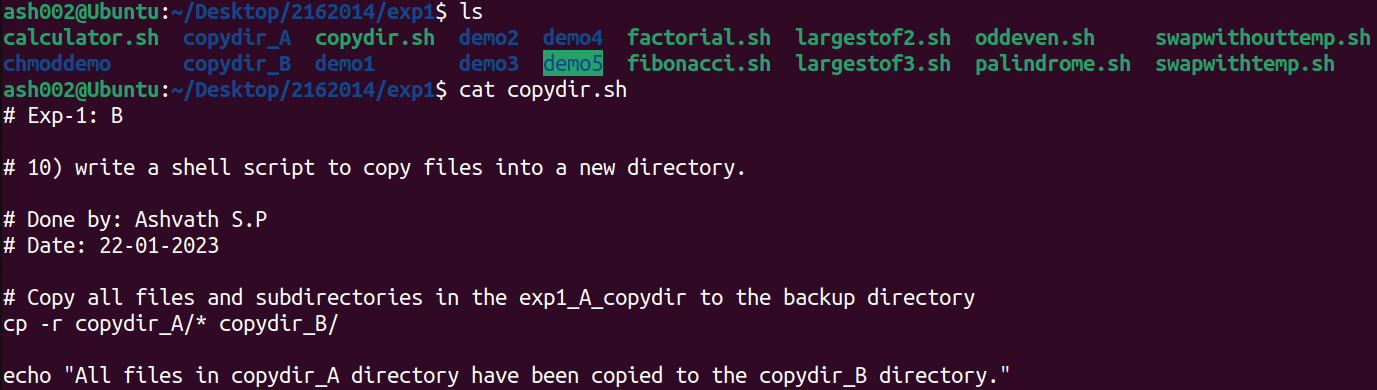 ash002@Ubuntu:~/Desktop/2162014/exp1$ ls
calculator.sh copydir_A copydir.sh demo2 demo4 factorial.sh largestof2.sh oddeven.sh swapwithouttemp.sh
chmoddemo copydir_B demo1 demo3 demo5 fibonacci.sh largestof3.sh palindrome.sh swapwithtemp.sh
ash002@Ubuntu:~/Desktop/2162014/exp1$ cat copydir.sh
# Exp-1: B
# 10) write a shell script to copy files into a new directory.
# Done by: Ashvath S.P
# Date: 22-01-2023
# Copy all files and subdirectories in the exp1_A_copydir to the backup directory
cp -r copydir_A/* copydir_B/
echo "All files in copydir_A directory have been copied to the copydir_B directory."